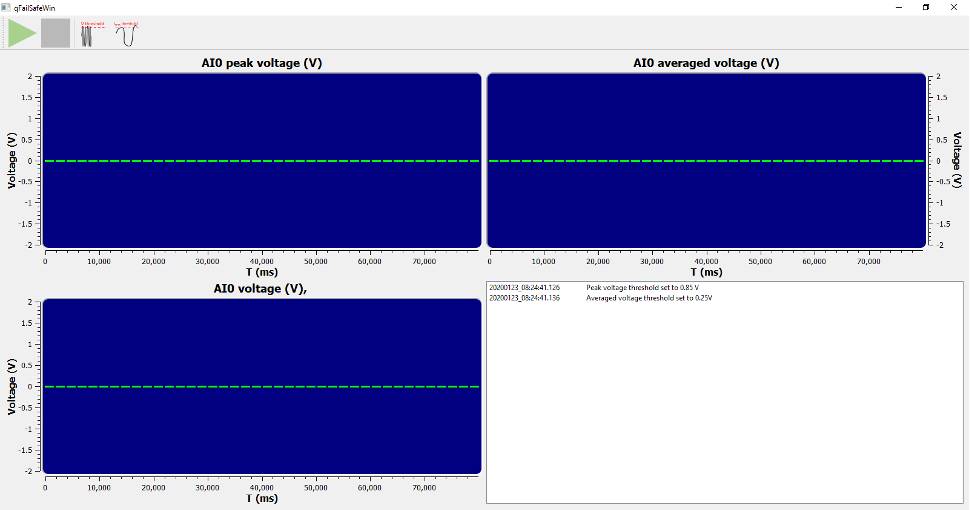 qFailSafeWin
V threshold
AI0 peak voltage (V)
AI0 averaged voltage (V)
2
1.5
1
0.5
0
-0.5
-1
-1.5
-2
Voltage (V)
0 10,000 20,000 30,000 40,000 50,000 60,000 70,000
T (ms)
2
1.5
1
0.5
0
-0.5
-1
-1.5
-2
Voltage (V)
0 10,000 20,000 30,000 40,000 50,000 60,000 70,000
T (ms)
AI0 voltage (V),
2
1.5
1
0.5
0
-0.5
-1
-1.5
-2
Voltage (V)
0 10,000 20,000 30,000 40,000 50,000 60,000 70,000
T (ms)
20200123_08:24:41.126 Peak voltage threshold set to 0.85 V
20200123_08:24:41.136 Averaged voltage threshold set to 0.25V